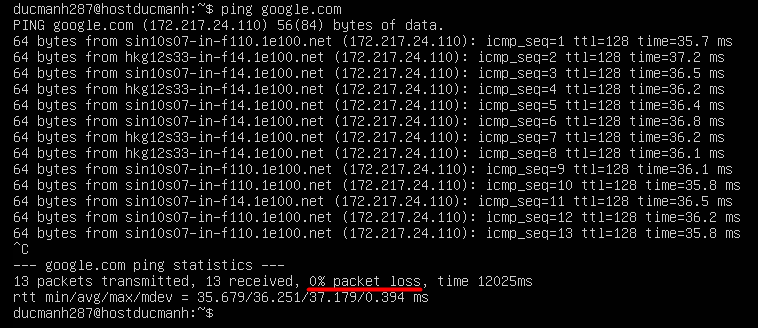 ducmanh287@hostducmanh:~$ ping google.com
PING google.com (172.217.24.110) 56(84) bytes of data.
64 bytes from sin10s07-in-f110.1e100.net (172.217.24.110): icmp_seq=1 ttl=128 time=35.7 ms
64 bytes from hkg12s33-in-f14.1e100.net (172.217.24.110): icmp_seq=2 ttl=128 time=37.2 ms
64 bytes from sin10s07-in-f14.1e100.net (172.217.24.110): icmp_seq=3 ttl=128 time=36.5 ms
64 bytes from hkg12s33-in-f14.1e100.net (172.217.24.110): icmp_seq=4 ttl=128 time=36.2 ms
64 bytes from sin10s07-in-f110.1e100.net (172.217.24.110): icmp_seq=5 ttl=128 time=36.4 ms
64 bytes from sin10s07-in-f110.1e100.net (172.217.24.110): icmp_seq=6 ttl=128 time=36.8 ms
64 bytes from hkg12s33-in-f14.1e100.net (172.217.24.110): icmp_seq=7 ttl=128 time=36.2 ms
64 bytes from hkg12s33-in-f14.1e100.net (172.217.24.110): icmp_seq=8 ttl=128 time=36.1 ms
64 bytes from sin10s07-in-f110.1e100.net (172.217.24.110): icmp_seq=9 ttl=128 time=36.1 ms
64 bytes from sin10s07-in-f110.1e100.net (172.217.24.110): icmp_seq=10 ttl=128 time=35.8 ms
64 bytes from sin10s07-in-f14.1e100.net (172.217.24.110): icmp_seq=11 ttl=128 time=36.5 ms
64 bytes from sin10s07-in-f110.1e100.net (172.217.24.110): icmp_seq=12 ttl=128 time=36.2 ms
64 bytes from sin10s07-in-f110.1e100.net (172.217.24.110): icmp_seq=13 ttl=128 time=35.8 ms
^C
--- google.com ping statistics ---
13 packets transmitted, 13 received, 0% packet loss, time 12025ms
rtt min/avg/max/mdev = 35.679/36.251/37.179/0.394 ms
ducmanh287@hostducmanh:~$